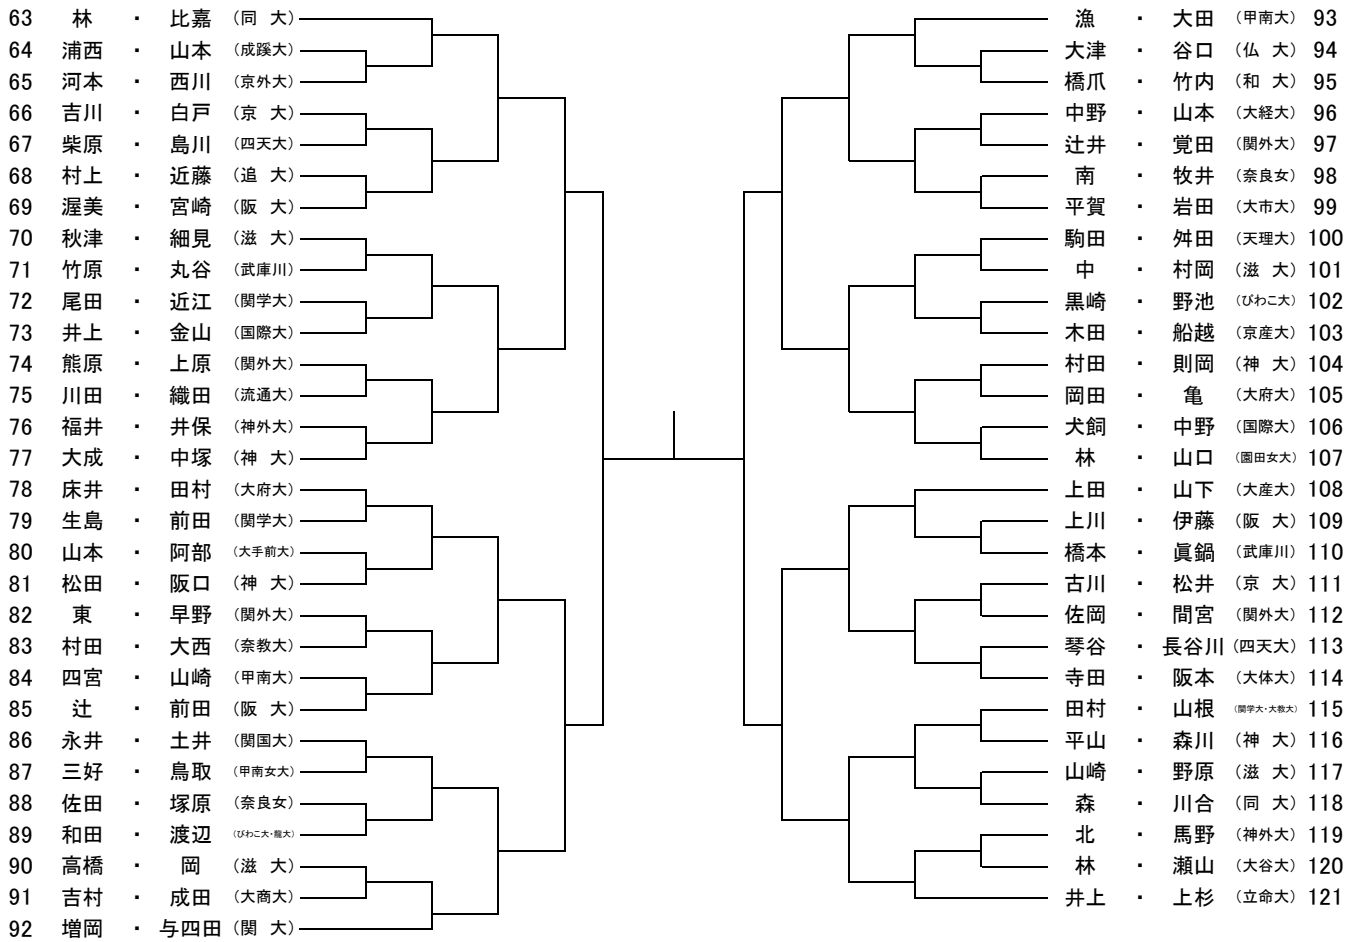 63 林 ・ 比嘉 (同 大)
64 浦西 ・ 山本 (成蹊大)
65 河本 ・ 西川 (京外大)
66 吉川 ・ 白戸 (京 大)
67 柴原 ・ 島川 (四天大)
68 村上 ・ 近藤 (追 大)
69 渥美 ・ 宮崎 (阪 大)
70 秋津 ・ 細見 (滋 大)
71 竹原 ・ 丸谷 (武庫川)
72 尾田 ・ 近江 (関学大)
73 井上 ・ 金山 (国際大)
74 熊原 ・ 上原 (関外大)
75 川田 ・ 織田 (流通大)
76 福井 ・ 井保 (神外大)
77 大成 ・ 中塚 (神 大)
78 床井 ・ 田村 (大府大)
79 生島 ・ 前田 (関学大)
80 山本 ・ 阿部 (大手前大)
81 松田 ・ 阪口 (神 大)
82 東 ・ 早野 (関外大)
83 村田 ・ 大西 (奈教大)
84 四宮 ・ 山崎 (甲南大)
85 辻 ・ 前田 (阪 大)
86 永井 ・ 土井 (関国大)
87 三好 ・ 鳥取 (甲南女大)
88 佐田 ・ 塚原 (奈良女)
89 和田 ・ 渡辺 (びわこ大・龍大)
90 高橋 ・ 岡 (滋 大)
91 吉村 ・ 成田 (大商大)
92 増岡 ・ 与四田 (関 大)
漁 ・ 大田 (甲南大) 93
大津 ・ 谷口 (仏 大) 94
橋爪 ・ 竹内 (和 大) 95
中野 ・ 山本 (大経大) 96
辻井 ・ 覚田 (関外大) 97
南 ・ 牧井 (奈良女) 98
平賀 ・ 岩田 (大市大) 99
駒田 ・ 舛田 (天理大) 100
中 ・ 村岡 (滋 大) 101
黒崎 ・ 野池 (びわこ大) 102
木田 ・ 船越 (京産大) 103
村田 ・ 則岡 (神 大) 104
岡田 ・ 亀 (大府大) 105
犬飼 ・ 中野 (国際大) 106
林 ・ 山口 (園田女大) 107
上田 ・ 山下 (大産大) 108
上川 ・ 伊藤 (阪 大) 109
橋本 ・ 眞鍋 (武庫川) 110
古川 ・ 松井 (京 大) 111
佐岡 ・ 間宮 (関外大) 112
琴谷 ・ 長谷川 (四天大) 113
寺田 ・ 阪本 (大体大) 114
田村 ・ 山根 (関学大・大教大) 115
平山 ・ 森川 (神 大) 116
山崎 ・ 野原 (滋 大) 117
森 ・ 川合 (同 大) 118
北 ・ 馬野 (神外大) 119
林 ・ 瀬山 (大谷大) 120
井上 ・ 上杉 (立命大) 121